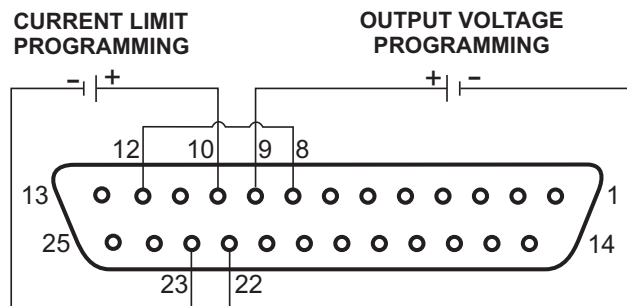 CURRENT LIMIT
PROGRAMMING
OUTPUT VOLTAGE
PROGRAMMING
- +
+ -
12 10 9 8
13 1
25 14
23 22